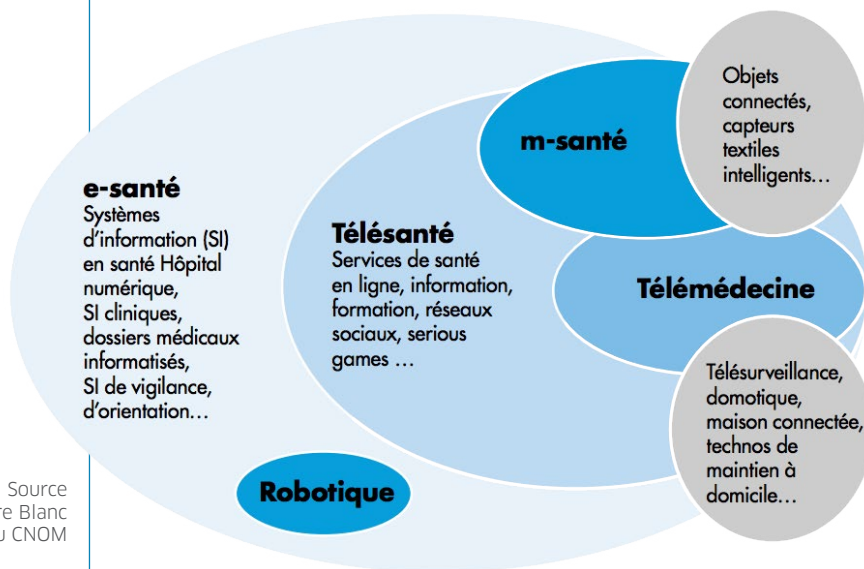 e-santé
Systèmes
d'information (SI)
en santé Hôpital
numérique,
SI cliniques,
dossiers médicaux
informatisés,
SI de vigilance,
d'orientation…
Télésanté
Services de santé
en ligne, information,
formation, réseaux
sociaux, serious
games …
m-santé
Objets
connectés,
capteurs
textiles
intelligents…
Télémédecine
Télésurveillance,
domotique,
maison connectée,
technos de
maintien à
domicile…
Robotique
Source
Blanc
CNOM